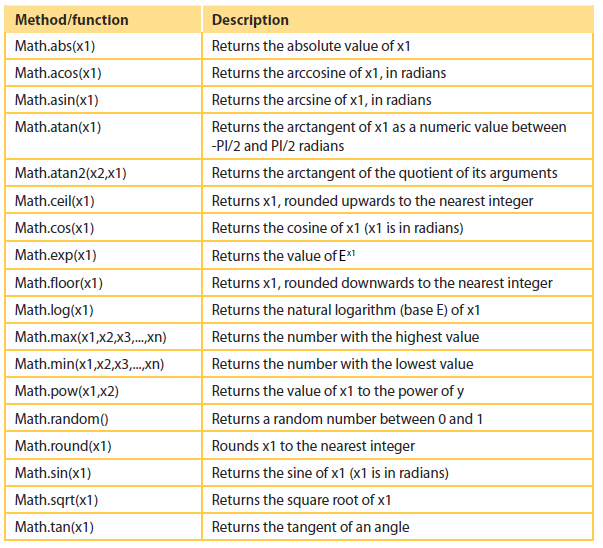 Method/function Description
Math.abs(x1) Returns the absolute value of x1
Math.acos(x1) Returns the arccosine of x1, in radians
Math.asin(x1) Returns the arcsine of x1, in radians
Math.atan(x1) Returns the arctangent of x1 as a numeric value between
-PI/2 and PI/2 radians
Math.atan2(x2,x1) Returns the arctangent of the quotient of its arguments
Math.ceil(x1) Returns x1, rounded upwards to the nearest integer
Math.cos(x1) Returns the cosine of x1 (x1 is in radians)
Math.exp(x1) Returns the value of Eˣ¹
Math.floor(x1) Returns x1, rounded downwards to the nearest integer
Math.log(x1) Returns the natural logarithm (base E) of x1
Math.max(x1,x2,x3,...,xn) Returns the number with the highest value
Math.min(x1,x2,x3,...,xn) Returns the number with the lowest value
Math.pow(x1,x2) Returns the value of x1 to the power of y
Math.random() Returns a random number between 0 and 1
Math.round(x1) Rounds x1 to the nearest integer
Math.sin(x1) Returns the sine of x1 (x1 is in radians)
Math.sqrt(x1) Returns the square root of x1
Math.tan(x1) Returns the tangent of an angle